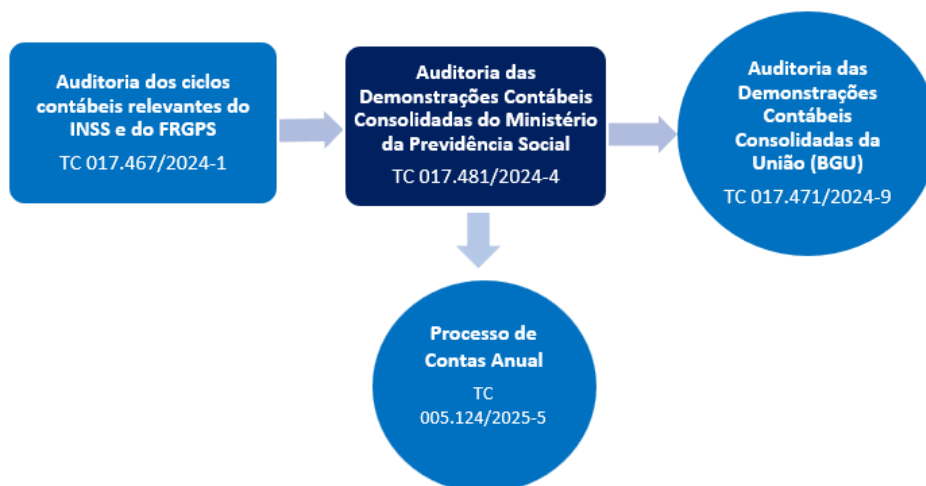 Auditoria dos ciclos
contábeis relevantes do
INSS e do FRGPS
TC 017.467/2024-1
Auditoria das
Demonstrações Contábeis
Consolidadas do Ministério
da Previdência Social
TC 017.481/2024-4
Auditoria das
Demonstrações
Contábeis
Consolidadas da
União (BGU)
TC 017.471/2024-9
Processo de
Contas Anual
TC
005.124/2025-5